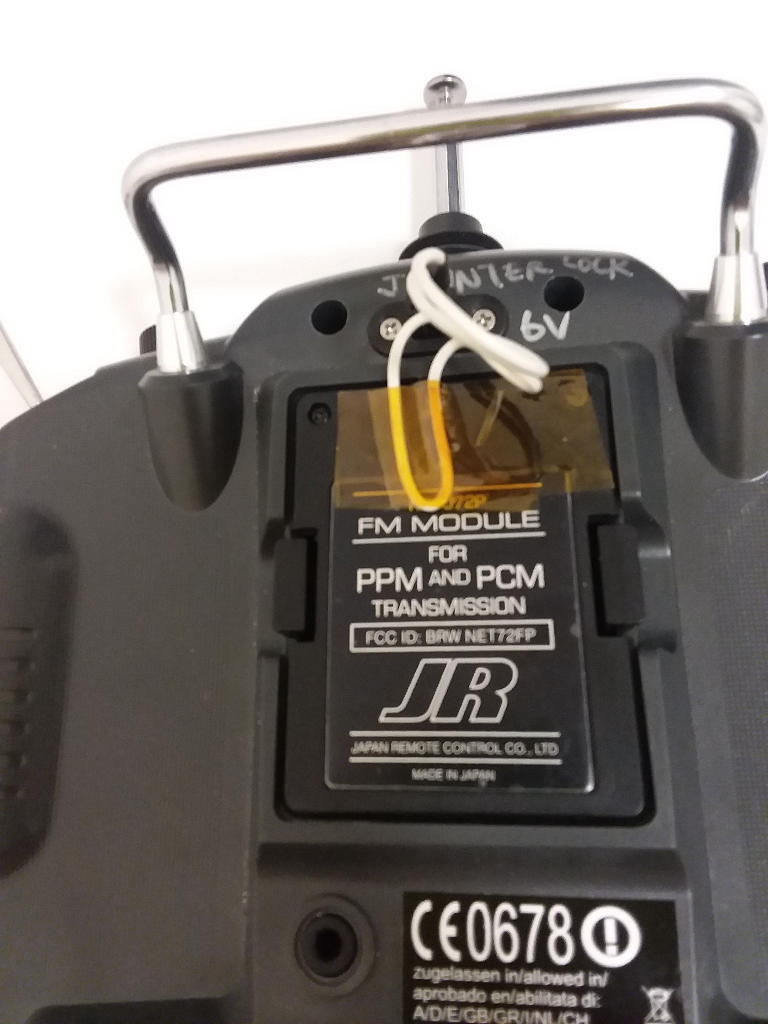 LOCK
6V
FM MODULE
FOR
PPM AND PCM
TRANSMISSION
FCC ID: BRW NET72FP
JR
JAPAN REMOTE CONTROL CO., LTD
MADE IN JAPAN
CE0678
zugelassen in/allowed in/
aprobado en/abilitata di:
A/D/E/GB/GR/I/NL/CH